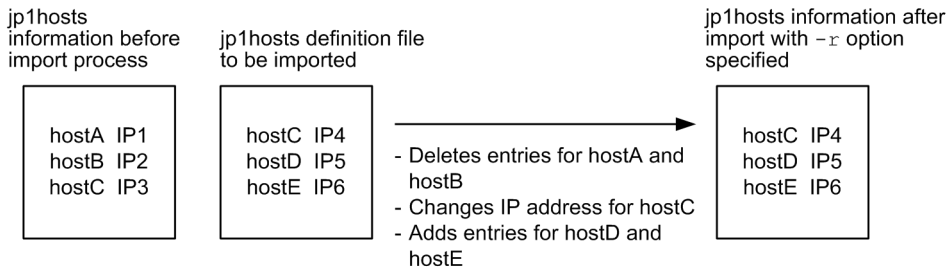 jp1hosts
information before
import process
jp1hosts definition file
to be imported
jp1hosts information after
import with -r option
specified
hostA IP1
hostB IP2
hostC IP3
hostC IP4
hostD IP5
hostE IP6
- Deletes entries for hostA and
hostB
- Changes IP address for hostC
- Adds entries for hostD and
hostE
hostC IP4
hostD IP5
hostE IP6